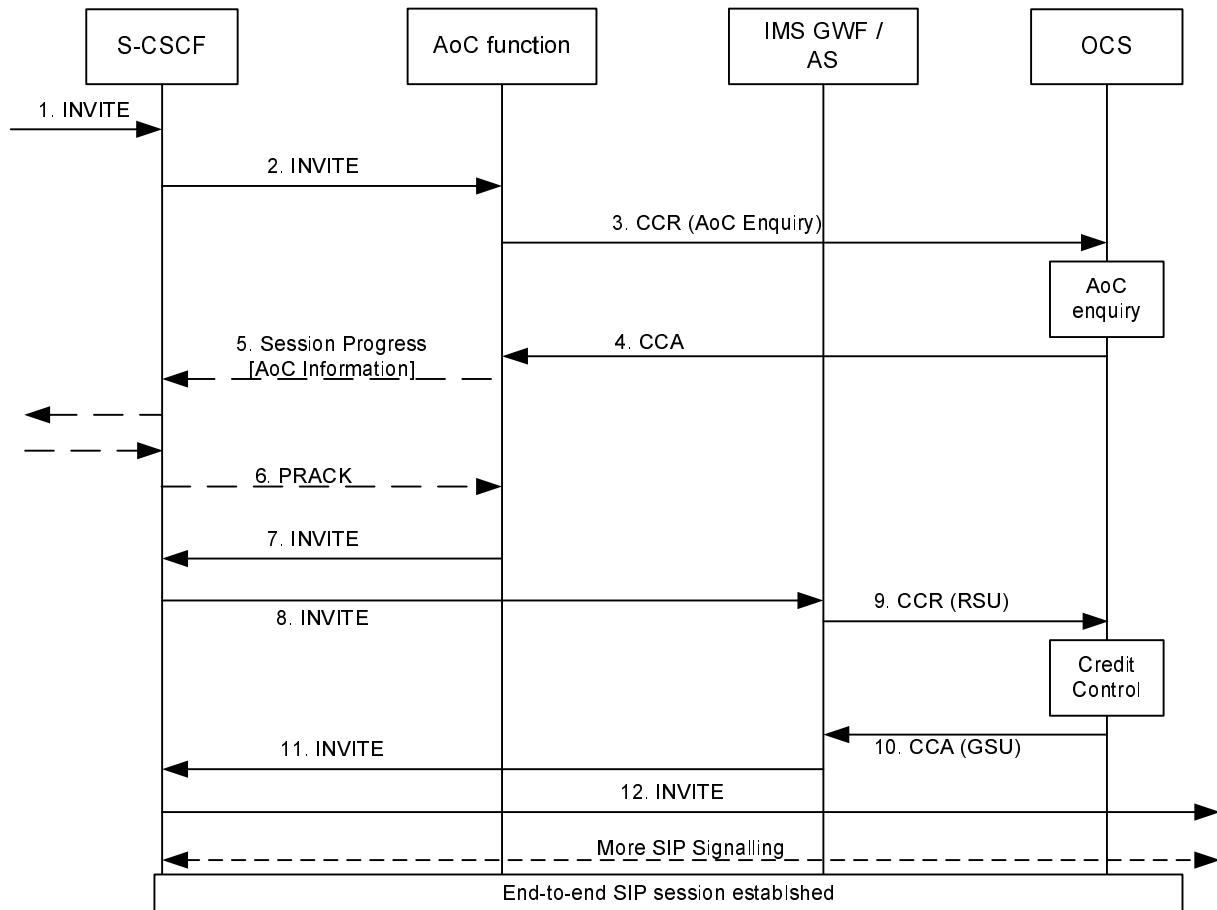 S-CSCF
AoC function
IMS GWF /
AS
OCS
1. INVITE
2. INVITE
3. CCR (AoC Enquiry)
AoC
enquiry
4. CCA
5. Session Progress
[AoC Information]
6. PRACK
7. INVITE
8. INVITE
9. CCR (RSU)
Credit
Control
10. CCA (GSU)
11. INVITE
12. INVITE
More SIP Signalling
End-to-end SIP session establshed